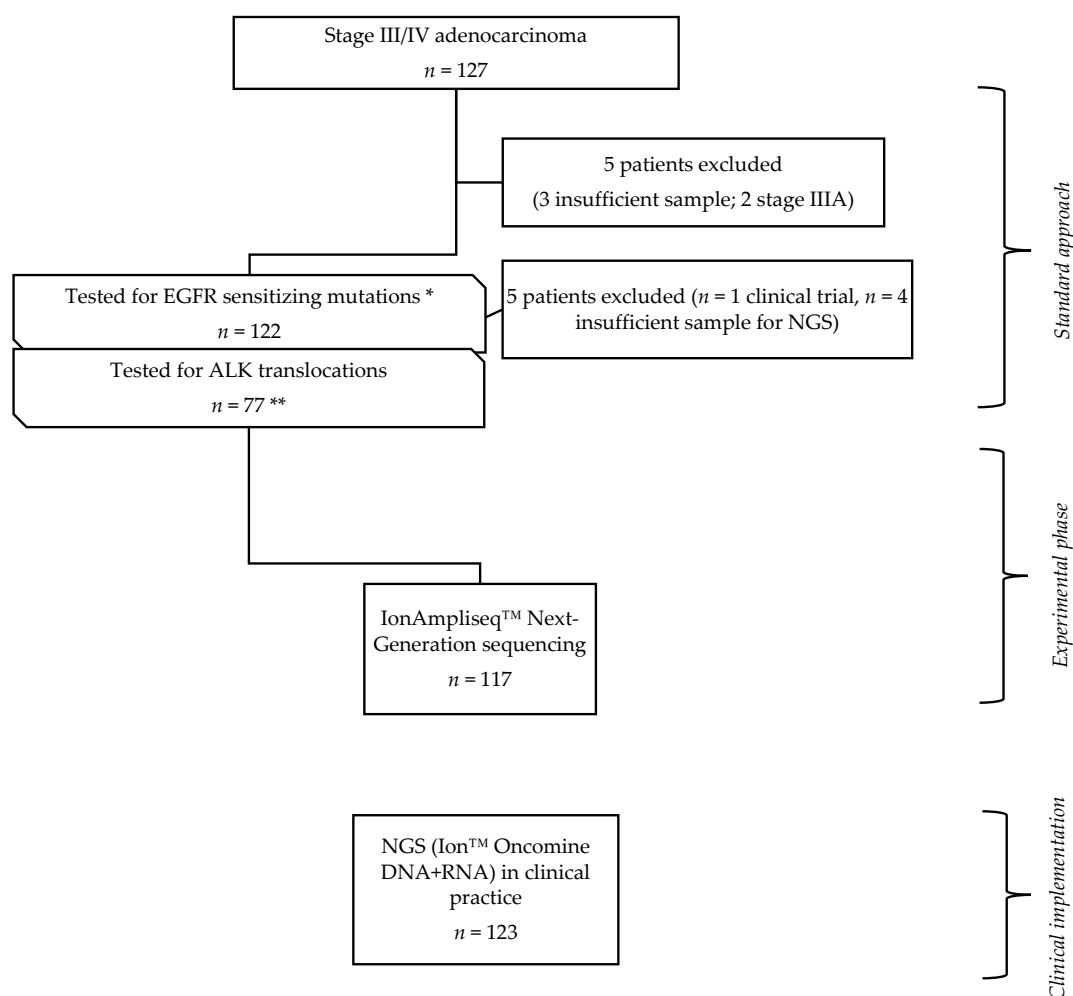 Stage III/IV adenocarcinoma
n = 127
5 patients excluded
(3 insufficient sample; 2 stage IIIA)
Standard approach
Tested for EGFR sensitizing mutations *
n = 122
5 patients excluded (n = 1 clinical trial, n = 4
insufficient sample for NGS)
Tested for ALK translocations
n = 77 **
Experimental phase
IonAmpliseq™ Next-
Generation sequencing
n = 117
Clinical implementation
NGS (Ion™ Oncomine
DNA+RNA) in clinical
practice
n = 123